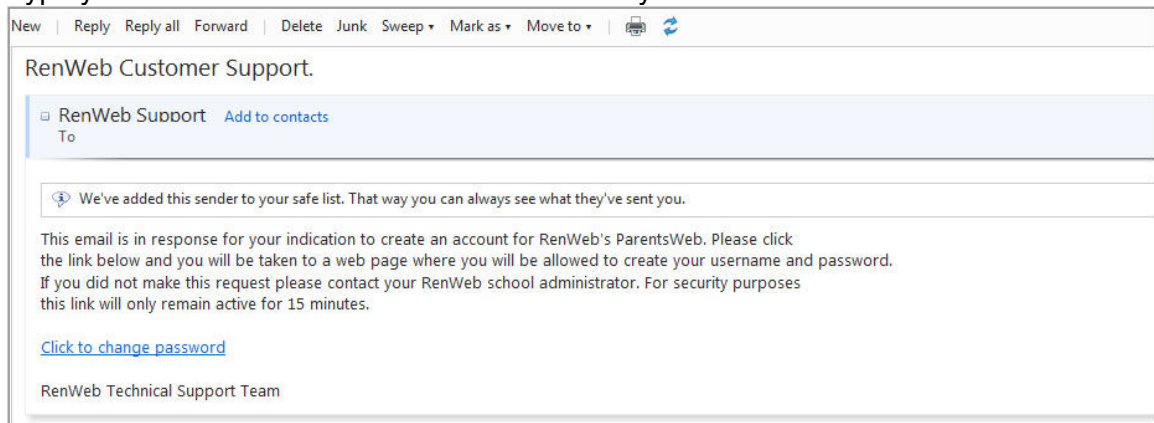 New | Reply Reply all Forward | Delete Junk Sweep Mark as Move to |
RenWeb Customer Support.
RenWeb Support Add to contacts
To
We've added this sender to your safe list. That way you can always see what they've sent you.
This email is in response for your indication to create an account for RenWeb's ParentsWeb. Please click
the link below and you will be taken to a web page where you will be allowed to create your username and password.
If you did not make this request please contact your RenWeb school administrator. For security purposes
this link will only remain active for 15 minutes.
Click to change password
RenWeb Technical Support Team